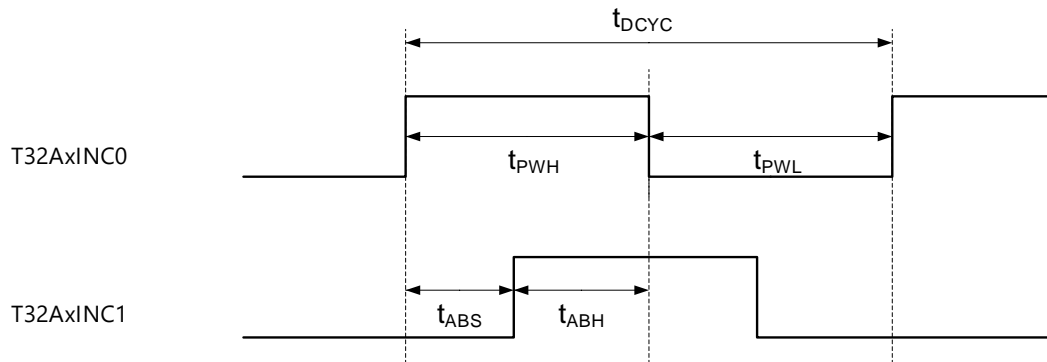 tDCYC
T32AxINC0
tPWH
tPWL
T32AxINC1
tABS
tABH